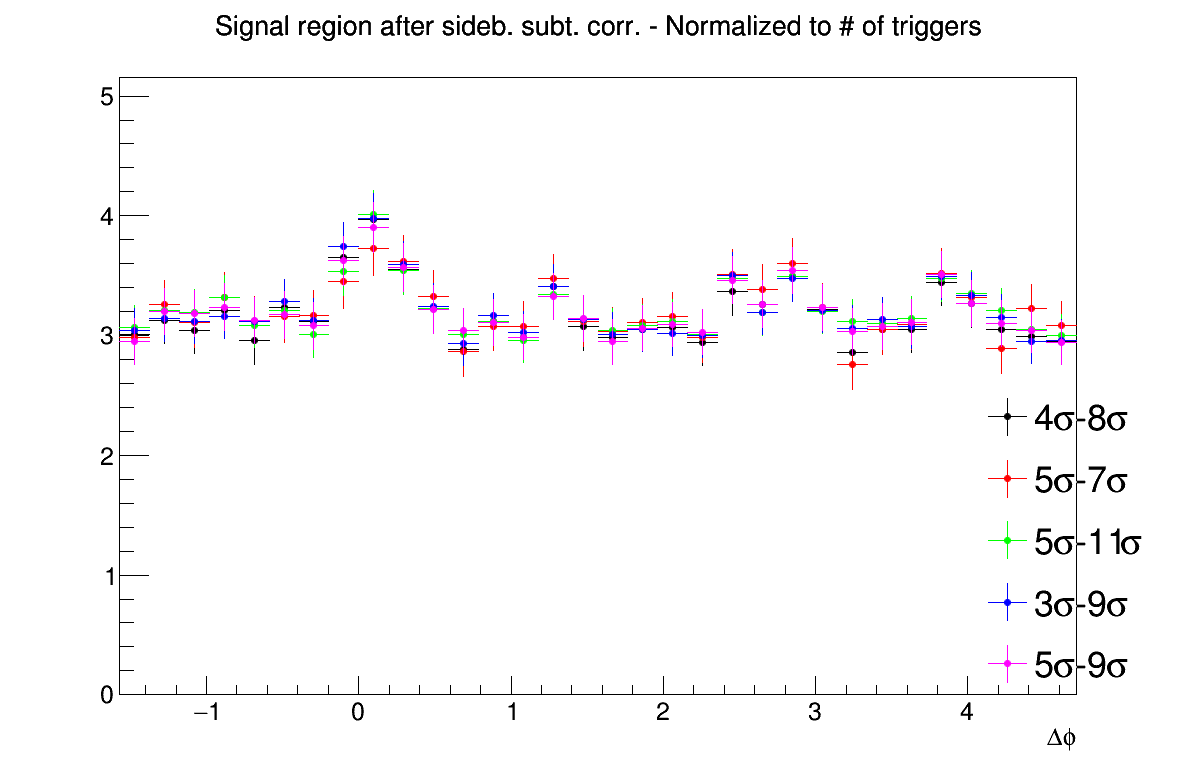 Signal region after sideb. subt. corr. - Normalized to # of triggers
5
4
3
2
1
0
−1 0 1 2 3 4
Δϕ
4σ-8σ
5σ-7σ
5σ-11σ
3σ-9σ
5σ-9σ